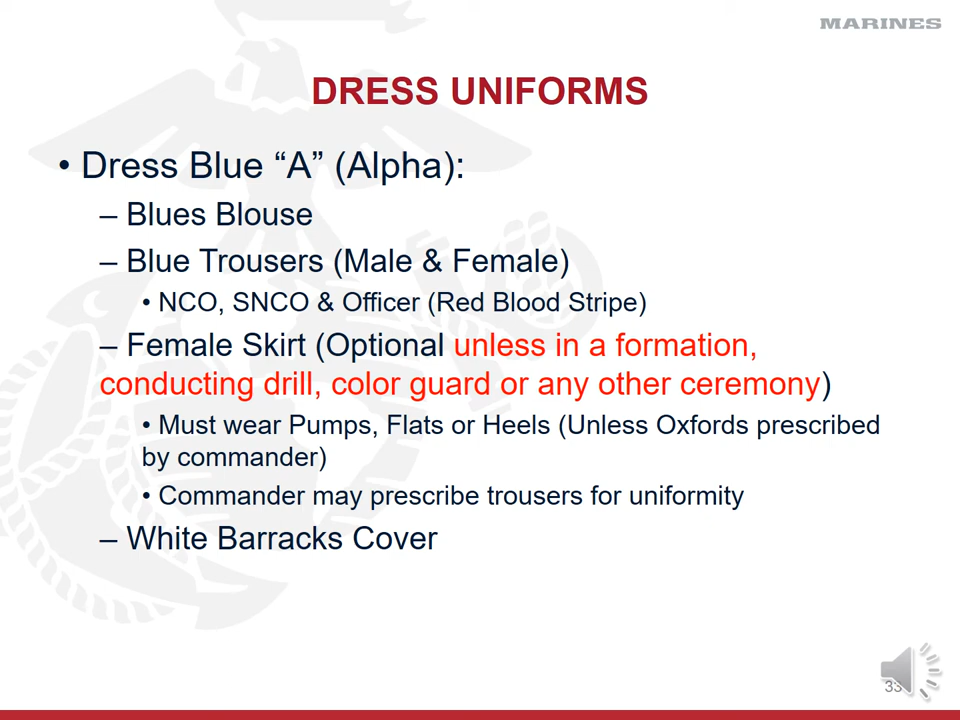 MARINES
DRESS UNIFORMS
• Dress Blue “A” (Alpha):
– Blues Blouse
– Blue Trousers (Male & Female)
• NCO, SNCO & Officer (Red Blood Stripe)
– Female Skirt (Optional unless in a formation,
conducting drill, color guard or any other ceremony)
• Must wear Pumps, Flats or Heels (Unless Oxfords prescribed
by commander)
• Commander may prescribe trousers for uniformity
– White Barracks Cover
33